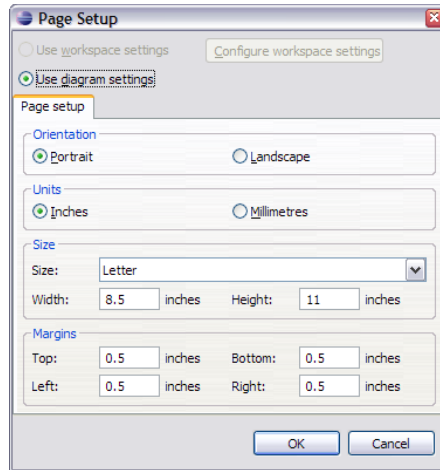 Page Setup
Use workspace settings Configure workspace settings
Use diagram settings
Page setup
Orientation
Portrait Landscape
Units
Inches Millimetres
Size
Size: Letter
Width: 8.5 inches Height: 11 inches
Margins
Top: 0.5 inches Bottom: 0.5 inches
Left: 0.5 inches Right: 0.5 inches
OK Cancel